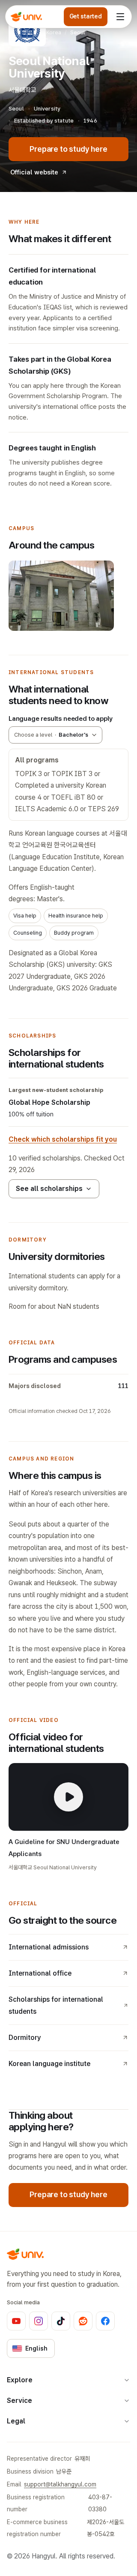 UNIV.
Get started
Seoul National
University
서울대학교
Seoul · University
Established by statute · 1946
Prepare to study here
Official website
WHY HERE
What makes it different
Certified for international
education
On the Ministry of Justice and Ministry of
Education's IEQAS list, which is reviewed
every year. Applicants to a certified
institution face simpler visa screening.
Take part in the Global Korea
Scholarship (GKS)
You can apply here through the Korean
Government Scholarship Program. The
university's international office posts the
notice.
Degrees taught in English
The university publishes degree
programs taught in English, so some
routes do not need a Korean score.
CAMPUS
Around the campus
INTERNATIONAL STUDENTS
What international
students need to know
Language results needed to apply
Choose a level · Bachelor's
All programs
TOPIK 3 or TOPIK IBT 3 or
Completed a university Korean
course 4 or TOEFL iBT 80 or
IELTS Academic 6.0 or TEPS 269
Runs Korean language courses at 서울대
학교 언어교육원 한국어교육센터
(Language Education Institute, Korean
Language Education Center).
Offers English-taught
degrees: Master's.
Visa help
Health insurance help
Counseling
Buddy program
Designated as a Global Korea
Scholarship (GKS) university: GKS
2027 Undergraduate, GKS 2026
Undergraduate, GKS 2026 Graduate
SCHOLARSHIPS
Scholarships for
international students
Largest new-student scholarship
Global Hope Scholarship
100% off tuition
Check which scholarships fit you
10 verified scholarships. Checked Oct
29, 2026
See all scholarships
DORMITORY
University dormitories
International students can apply for a
university dormitory.
Room for about NaN students
OFFICIAL DATA
Programs and campuses
Majors disclosed 111
Official information checked Oct 17, 2026
CAMPUS AND REGION
Where this campus is
Half of Korea's research universities are
within an hour of each other here.
Seoul puts about a quarter of the
country's population into one
metropolitan area, and most of its best-
known universities into a handful of
neighborhoods: Sinchon, Anam,
Gwanak and Heukseok. The subway
runs until roughly midnight and a student
fare across the city is about 1,500 won,
so where you study and where you live
do not have to be the same district.
It is the most expensive place in Korea
to rent and the easiest to find part-time
work, English-language services, and
other people from your own country.
OFFICIAL VIDEO
Official video for
international students
A Guideline for SNU Undergraduate
Applicants
서울대학교 Seoul National University
OFFICIAL
Go straight to the source
International admissions
International office
Scholarships for international
students
Dormitory
Korean language institute
Thinking about
applying here?
Sign in and Hangyul will show you which
programs here are open to you, what
documents you need, and in what order.
Prepare to study here
UNIV.
Everything you need to study in Korea,
from your first question to graduation.
Social media
English
Explore
Service
Legal
Business division 남유준
Email support@talkhangyul.com
Business registration 403-87-
number 03380
E-commerce business 제2026-서울도
registration number 봉-0542호
© 2026 Hangyul. All rights reserved.